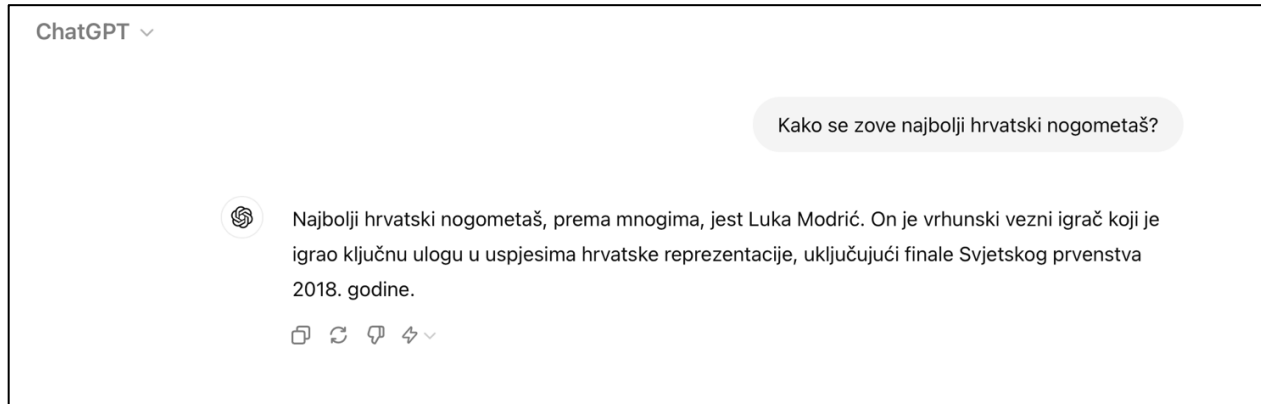 ChatGPT
Kako se zove najbolji hrvatski nogometaš?
Najbolji hrvatski nogometaš, prema mnogima, jest Luka Modrić. On je vrhunski vezni igrač koji je
igrao ključnu ulogu u uspjesima hrvatske reprezentacije, uključujući finale Svjetskog prvenstva
2018. godine.